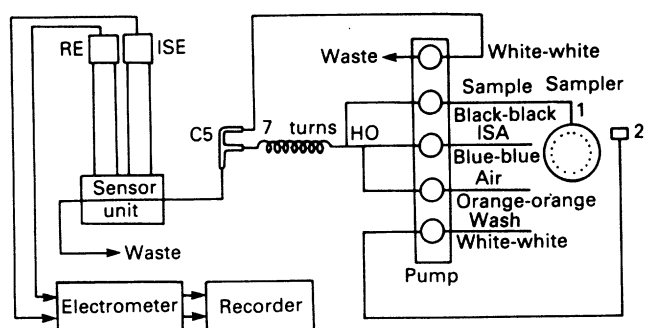 RE
ISE
Waste
White-white
Sample
Sampler
C5
7 turns
HO
Black-black
1
2
ISA
Blue-blue
Air
Orange-orange
Sensor
unit
Wash
White-white
Waste
Pump
Electrometer
Recorder